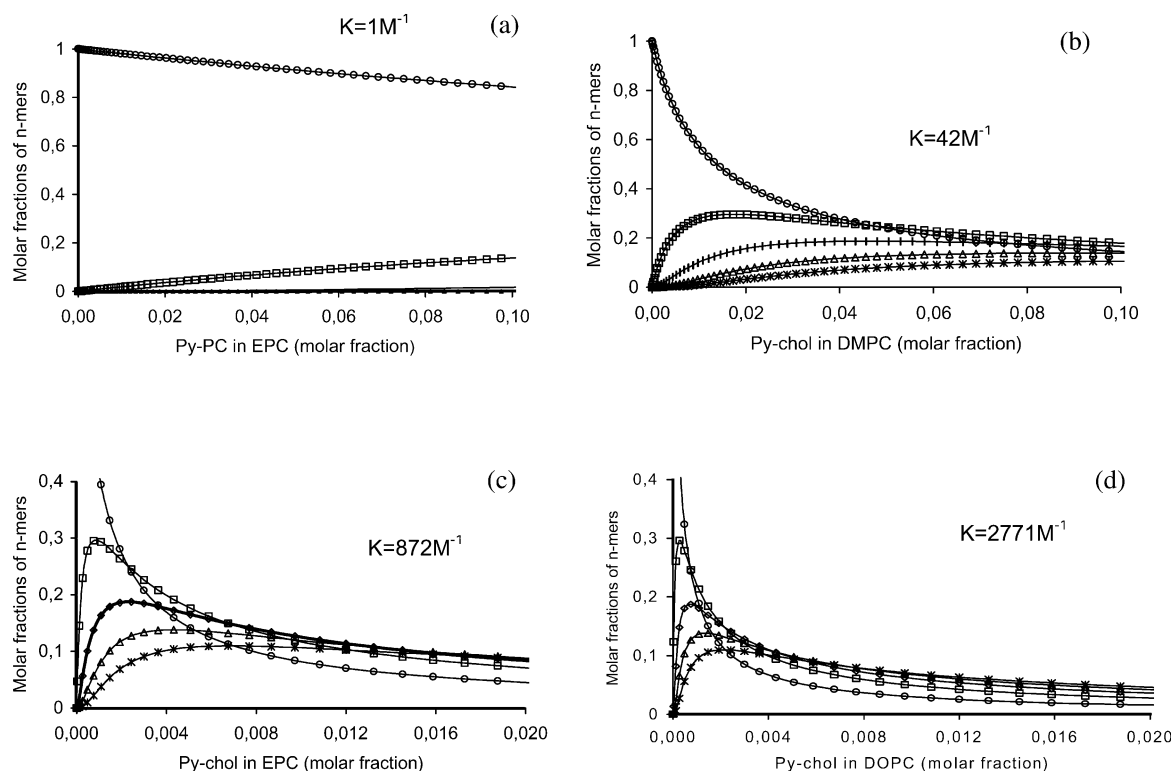 (a)
K=1M⁻¹
Molar fractions of n-mers
1
0,8
0,6
0,4
0,2
0
0,00 0,02 0,04 0,06 0,08 0,10
Py-PC in EPC (molar fraction)
(b)
K=42M⁻¹
Molar fractions of n-mers
1
0,8
0,6
0,4
0,2
0
0,00 0,02 0,04 0,06 0,08 0,10
Py-chol in DMPC (molar fraction)
(c)
K=872M⁻¹
Molar fractions of n-mers
0,4
0,3
0,2
0,1
0
0,000 0,004 0,008 0,012 0,016 0,020
Py-chol in EPC (molar fraction)
(d)
K=2771M⁻¹
Molar fractions of n-mers
0,4
0,3
0,2
0,1
0
0,000 0,004 0,008 0,012 0,016 0,020
Py-chol in DOPC (molar fraction)